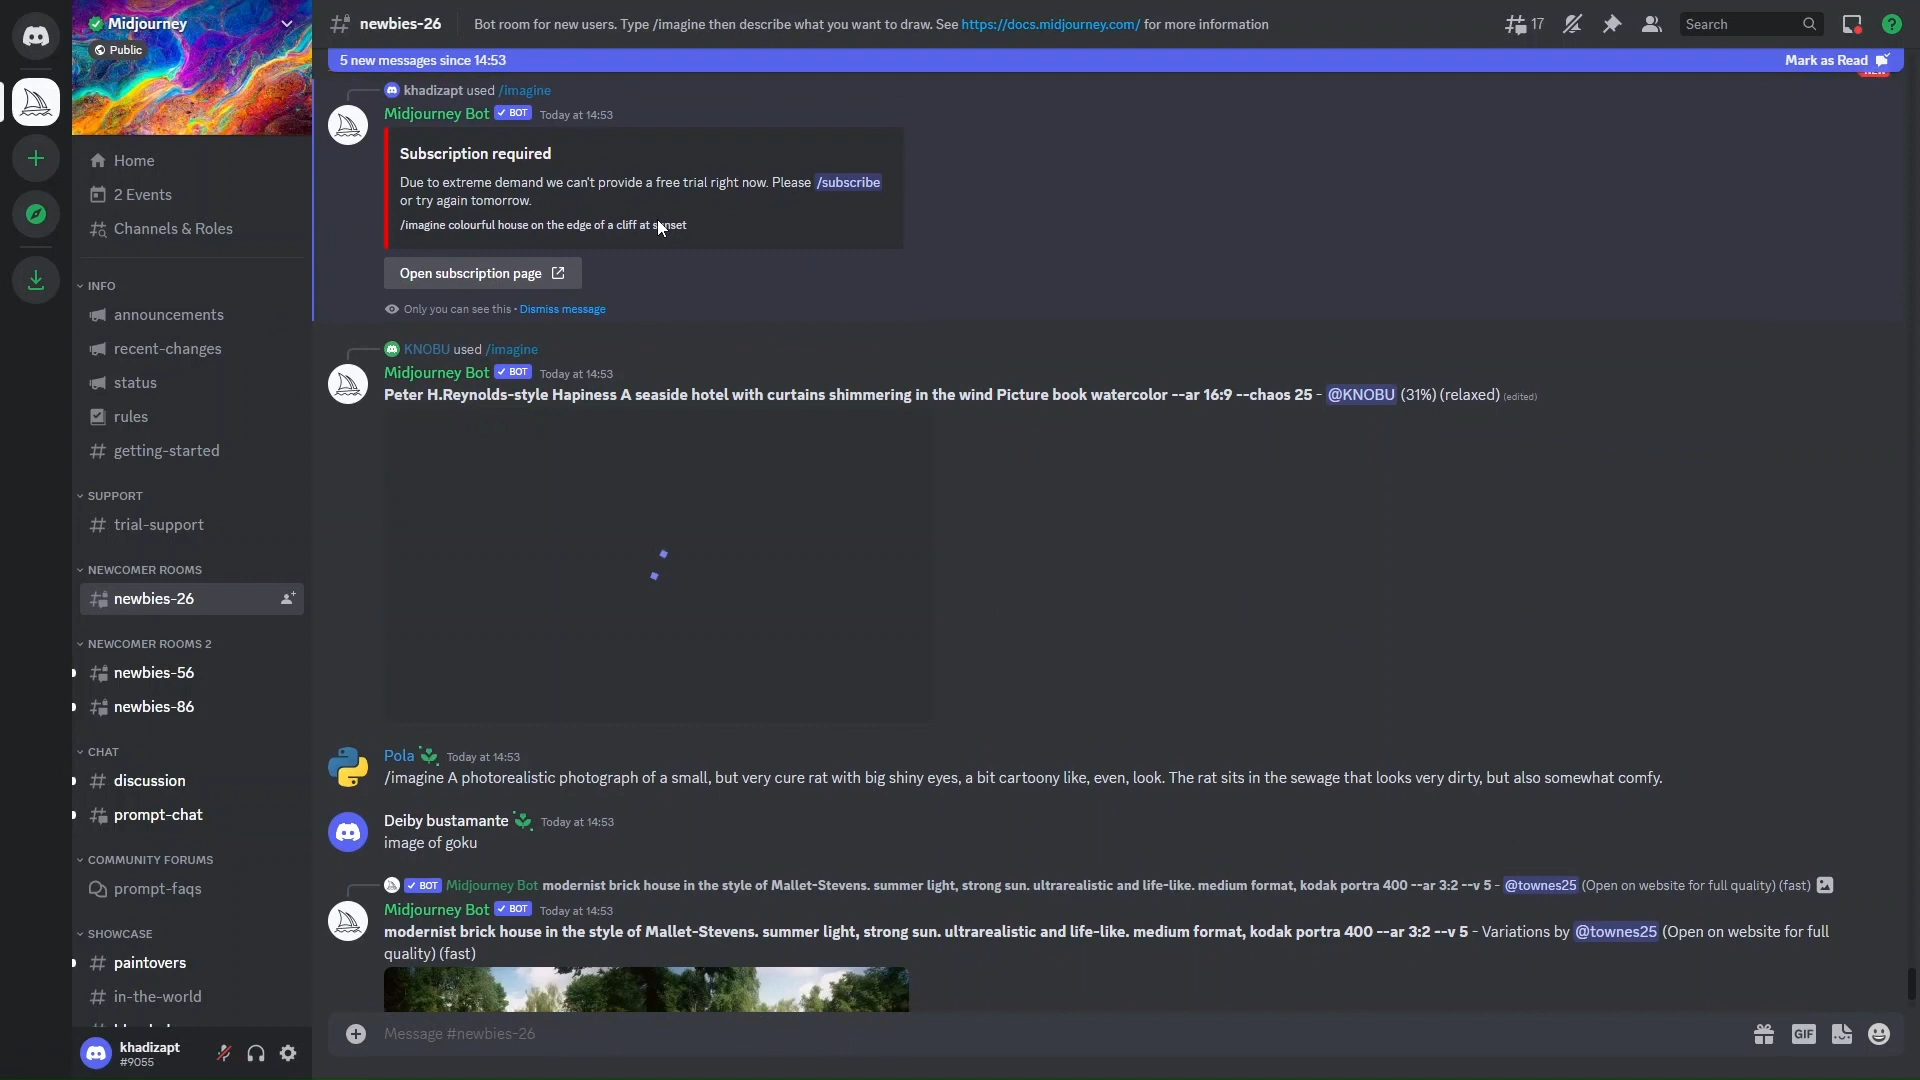 Midjourney
Public
Home
2 Events
Channels & Roles
INFO
announcements
recent-changes
status
rules
getting-started
SUPPORT
trial-support
NEWCOMER ROOMS
newbies-26
NEWCOMER ROOMS 2
newbies-56
newbies-86
CHAT
discussion
prompt-chat
COMMUNITY FORUMS
prompt-faqs
SHOWCASE
paintovers
in-the-world
khadizapt
#9055
newbies-26
Bot room for new users. Type /imagine then describe what you want to draw. See https://docs.midjourney.com/ for more information
17
Search
5 new messages since 14:53
Mark as Read
NEW
khadizapt used /imagine
Midjourney Bot BOT Today at 14:53
Subscription required
Due to extreme demand we can't provide a free trial right now. Please /subscribe
or try again tomorrow.
/imagine colourful house on the edge of a cliff at sunset
Open subscription page
Only you can see this • Dismiss message
KNOBU used /imagine
Midjourney Bot BOT Today at 14:53
Peter H.Reynolds-style Hapiness A seaside hotel with curtains shimmering in the wind Picture book watercolor --ar 16:9 --chaos 25 - @KNOBU (31%) (relaxed) (edited)
Pola Today at 14:53
/imagine A photorealistic photograph of a small, but very cure rat with big shiny eyes, a bit cartoony like, even, look. The rat sits in the sewage that looks very dirty, but also somewhat comfy.
Deiby bustamante Today at 14:53
image of goku
BOT Midjourney Bot modernist brick house in the style of Mallet-Stevens. summer light, strong sun. ultrarealistic and life-like. medium format, kodak portra 400 --ar 3:2 --v 5 - @townes25 (Open on website for full quality) (fast)
Midjourney Bot BOT Today at 14:53
modernist brick house in the style of Mallet-Stevens. summer light, strong sun. ultrarealistic and life-like. medium format, kodak portra 400 --ar 3:2 --v 5 - Variations by @townes25 (Open on website for full
quality) (fast)
Message #newbies-26
GIF